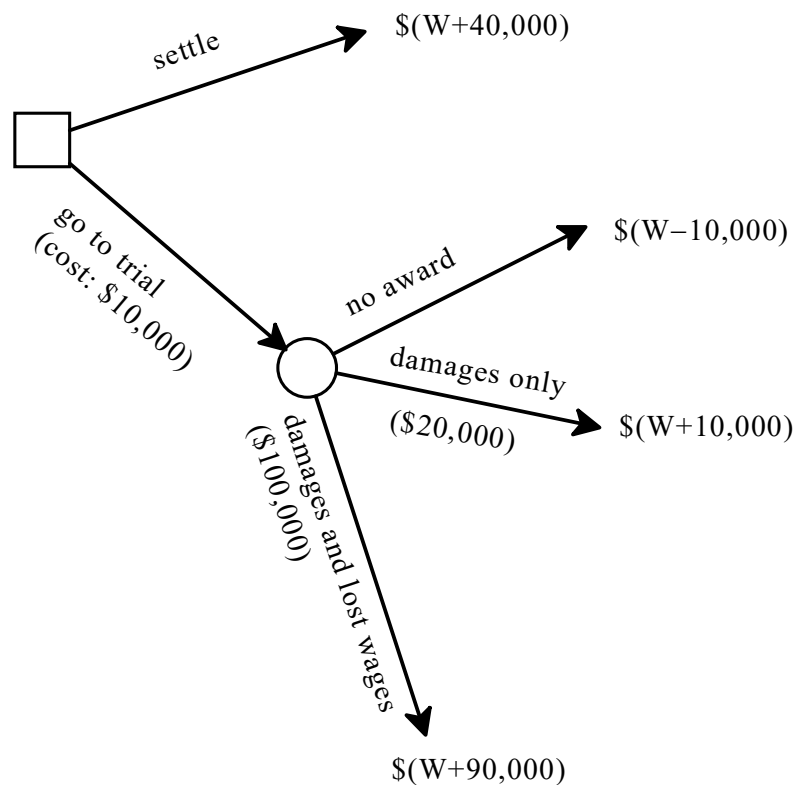 settle
$(W+40,000)
go to trial
(cost: $10,000)
no award
$(W–10,000)
damages only
($20,000)
$(W+10,000)
damages and lost wages
($100,000)
$(W+90,000)